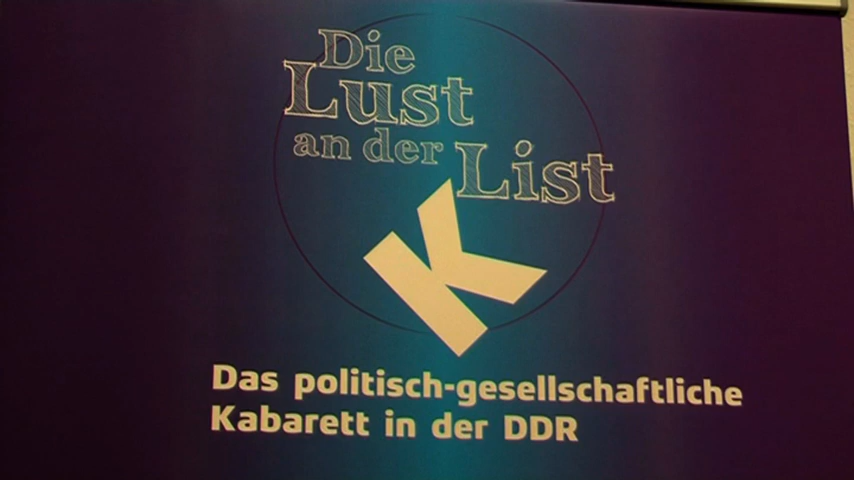 Die
Lust
an der List
K
Das politisch-gesellschaftliche
Kabarett in der DDR